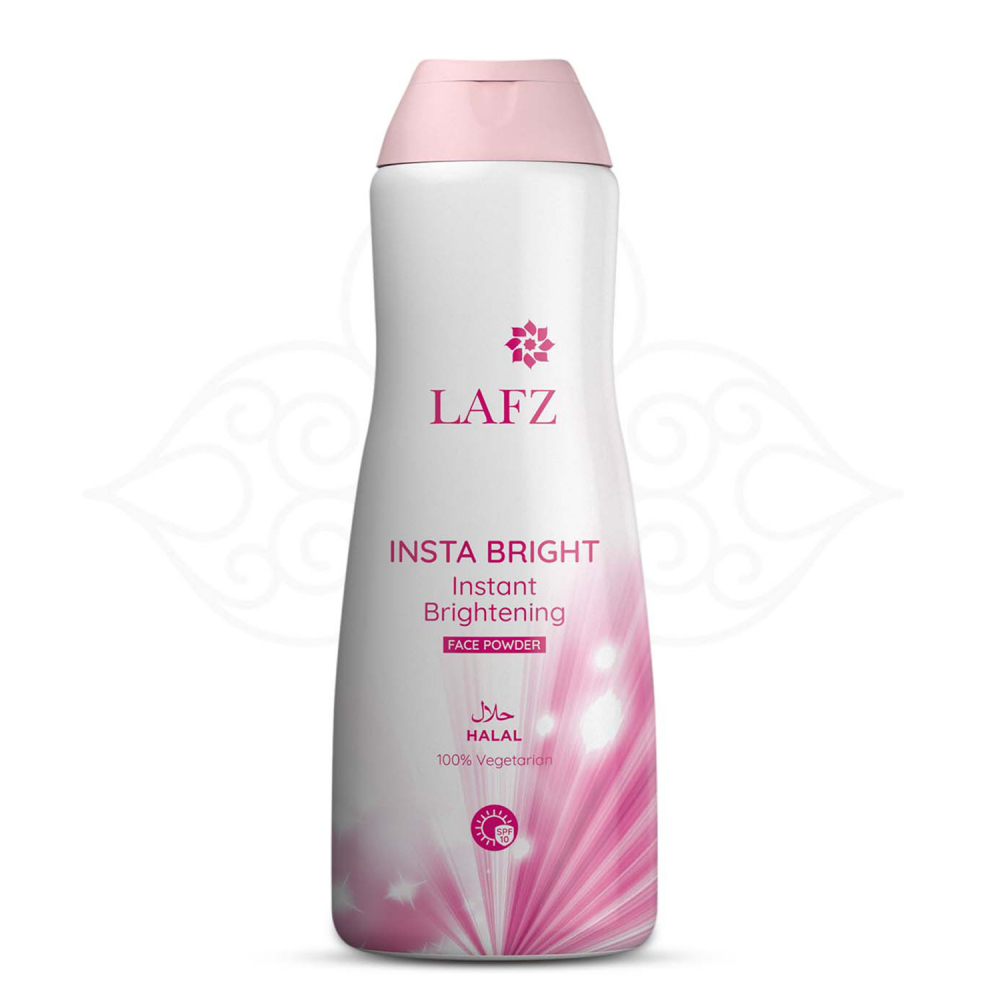 LAFZ
INSTA BRIGHT
Instant
Brightening
FACE POWDER
حلال
HALAL
100% Vegetarian
SPF
10